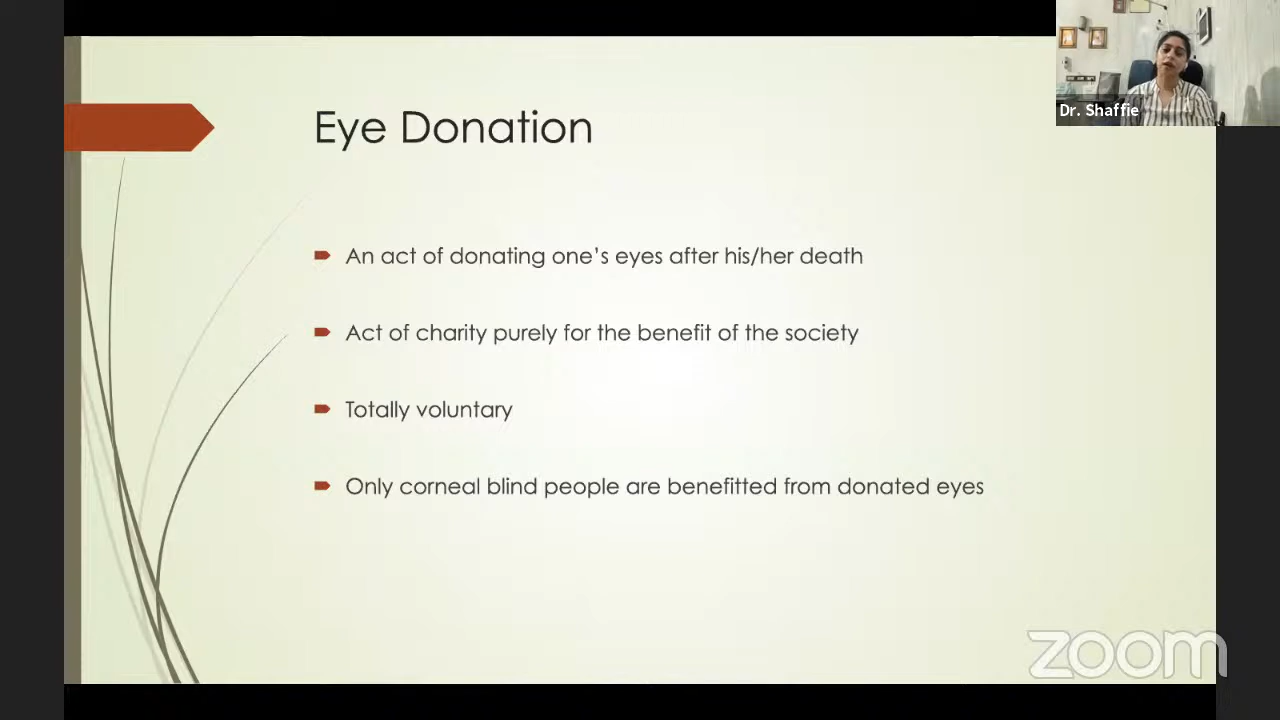 Eye Donation
An act of donating one's eyes after his/her death
Act of charity purely for the benefit of the society
Totally voluntary
Only corneal blind people are benefitted from donated eyes
Dr. Shaffie
zoom